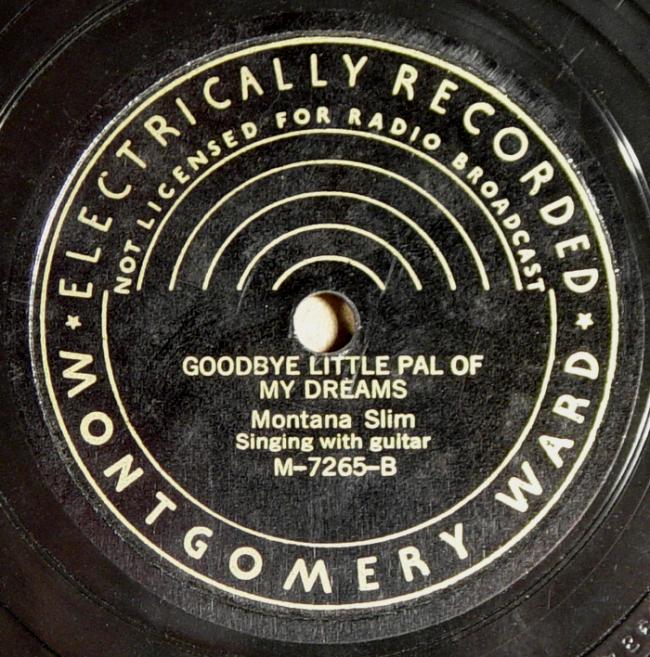 ELECTRICALLY RECORDED
NOT LICENSED FOR RADIO BROADCAST
GOODBYE LITTLE PAL OF
MY DREAMS
Montana Slim
Singing with guitar
M-7265-B
MONTGOMERY WARD